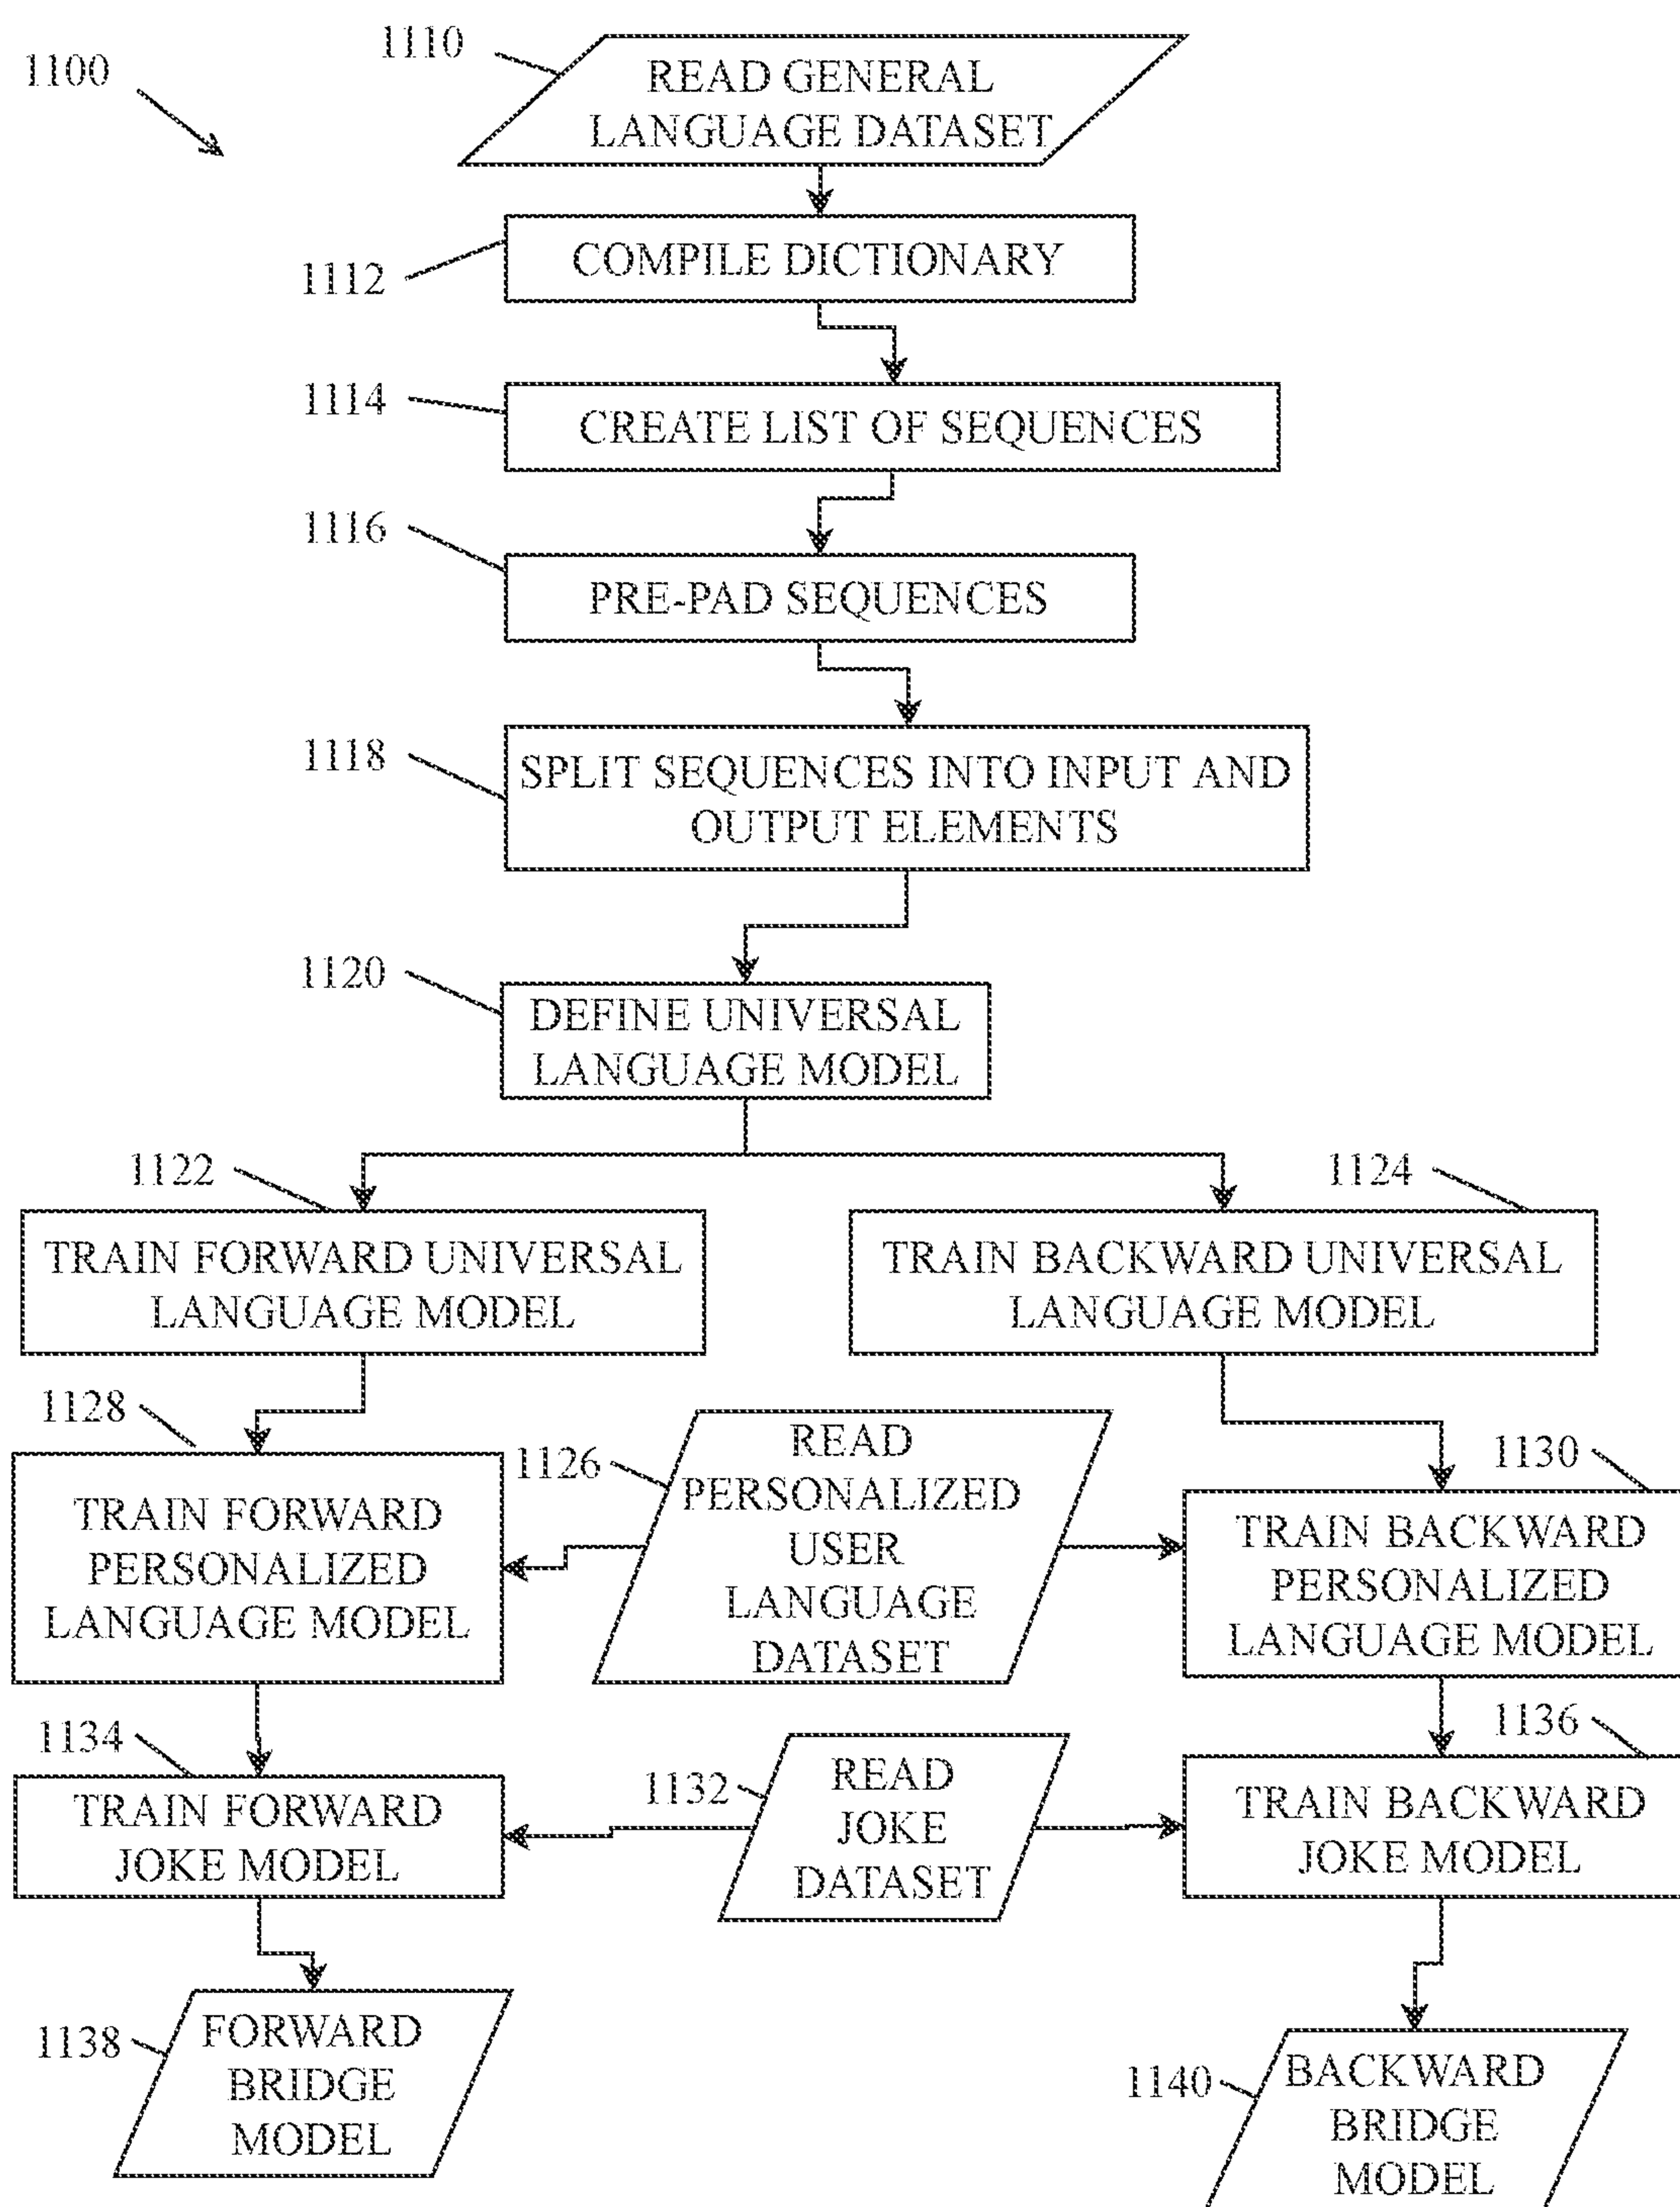 1100
1110
READ GENERAL
LANGUAGE DATASET
1112
COMPILE DICTIONARY
1114
CREATE LIST OF SEQUENCES
1116
PRE-PAD SEQUENCES
1118
SPLIT SEQUENCES INTO INPUT AND
OUTPUT ELEMENTS
1120
DEFINE UNIVERSAL
LANGUAGE MODEL
1122
TRAIN FORWARD UNIVERSAL
LANGUAGE MODEL
1124
TRAIN BACKWARD UNIVERSAL
LANGUAGE MODEL
1128
TRAIN FORWARD
PERSONALIZED
LANGUAGE MODEL
1126
READ
PERSONALIZED
USER
LANGUAGE
DATASET
1130
TRAIN BACKWARD
PERSONALIZED
LANGUAGE MODEL
1134
TRAIN FORWARD
JOKE MODEL
1132
READ
JOKE
DATASET
1136
TRAIN BACKWARD
JOKE MODEL
1138
FORWARD
BRIDGE
MODEL
1140
BACKWARD
BRIDGE
MODEL